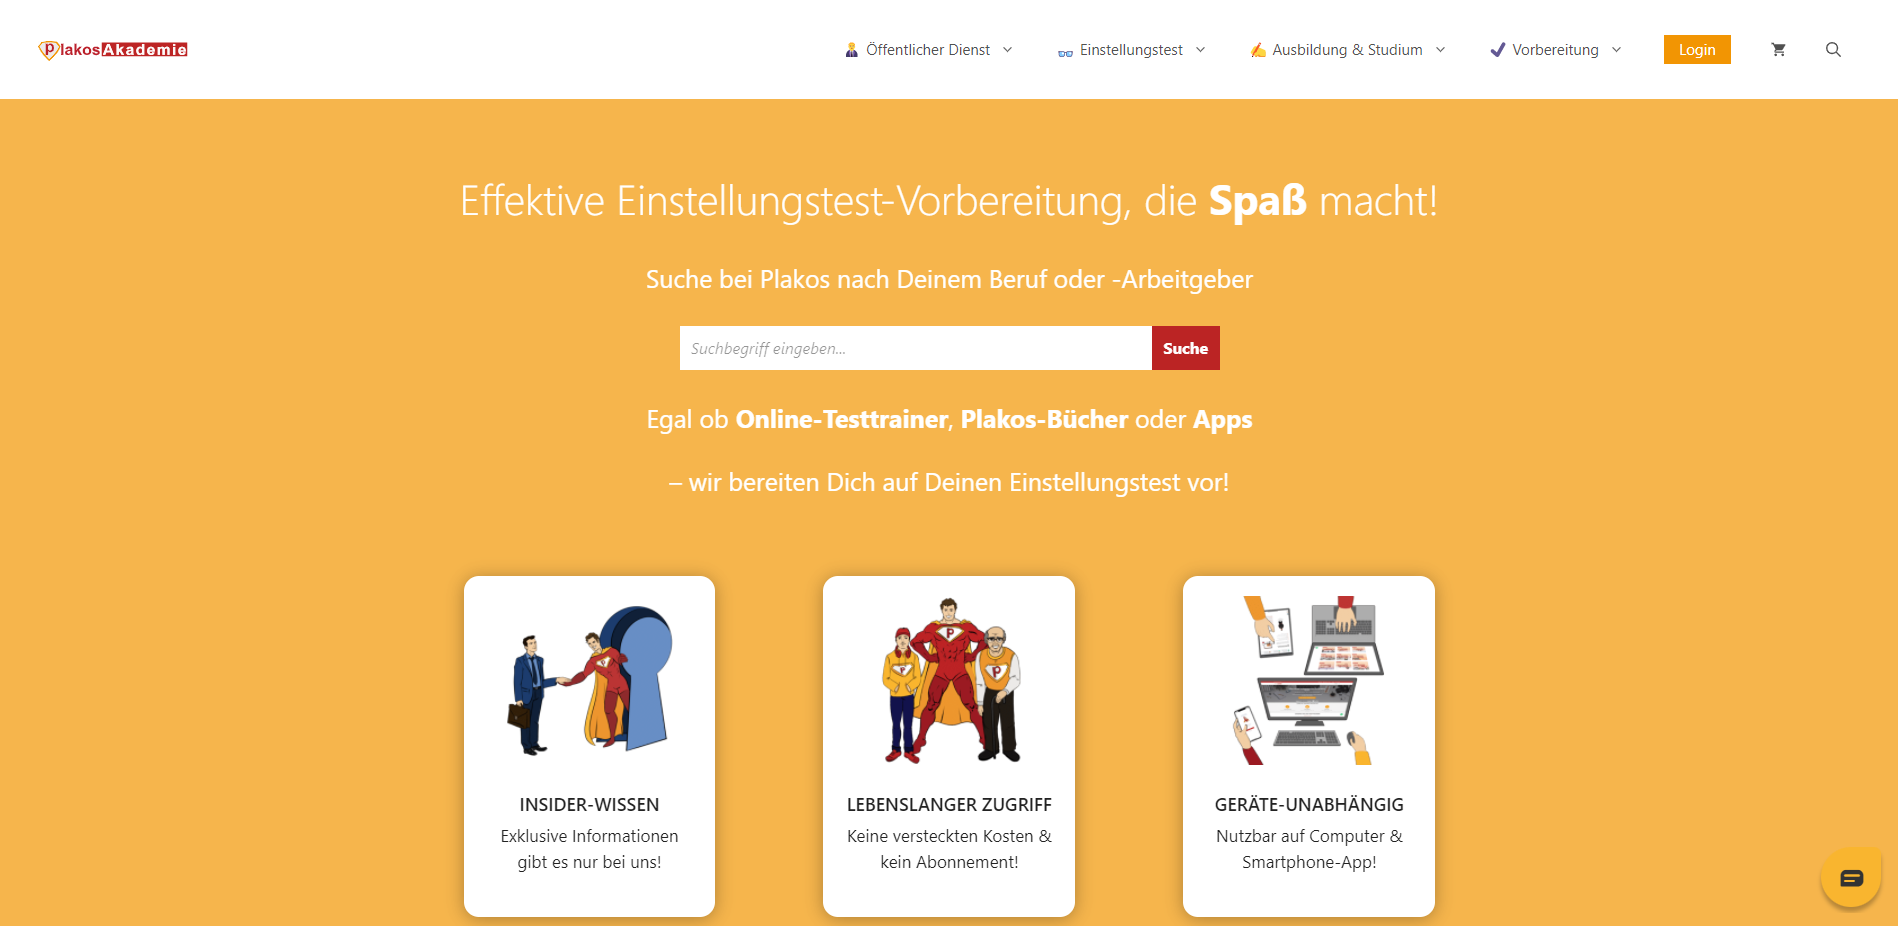 PlakosAkademie
Öffentlicher Dienst
Einstellungstest
Ausbildung & Studium
Vorbereitung
Login
Effektive Einstellungstest-Vorbereitung, die Spaß macht!
Suche bei Plakos nach Deinem Beruf oder -Arbeitgeber
Suchbegriff eingeben...
Suche
Egal ob Online-Testtrainer, Plakos-Bücher oder Apps
– wir bereiten Dich auf Deinen Einstellungstest vor!
INSIDER-WISSEN
Exklusive Informationen
gibt es nur bei uns!
LEBENSLANGER ZUGRIFF
Keine versteckten Kosten &
kein Abonnement!
GERÄTE-UNABHÄNGIG
Nutzbar auf Computer &
Smartphone-App!